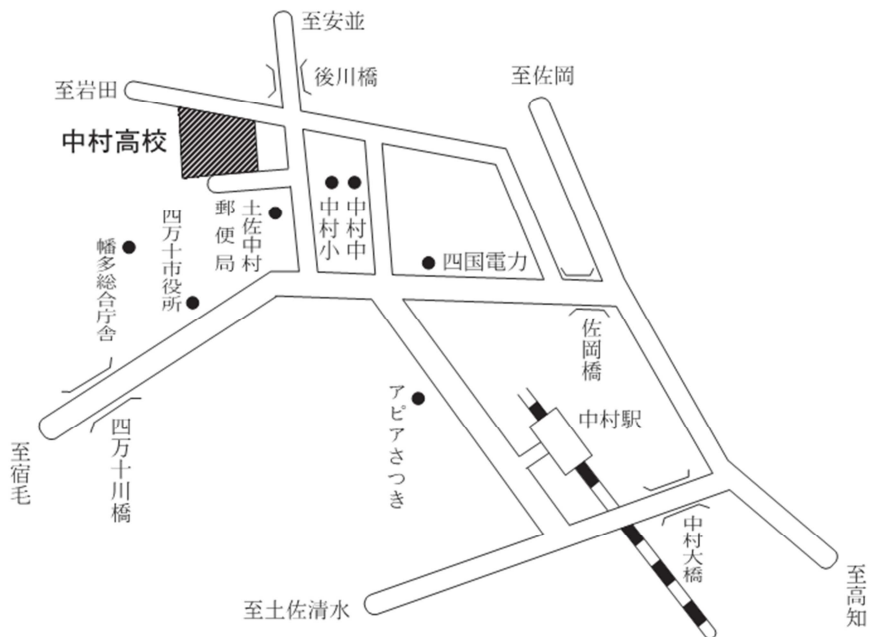 至安並
後川橋
至佐岡
至岩田
中村高校
中村小
中村中
土佐中村
郵便局
四万十市役所
幡多総合庁舎
四国電力
佐岡橋
アピアさつき
中村駅
四万十川橋
至宿毛
中村大橋
至高知
至土佐清水